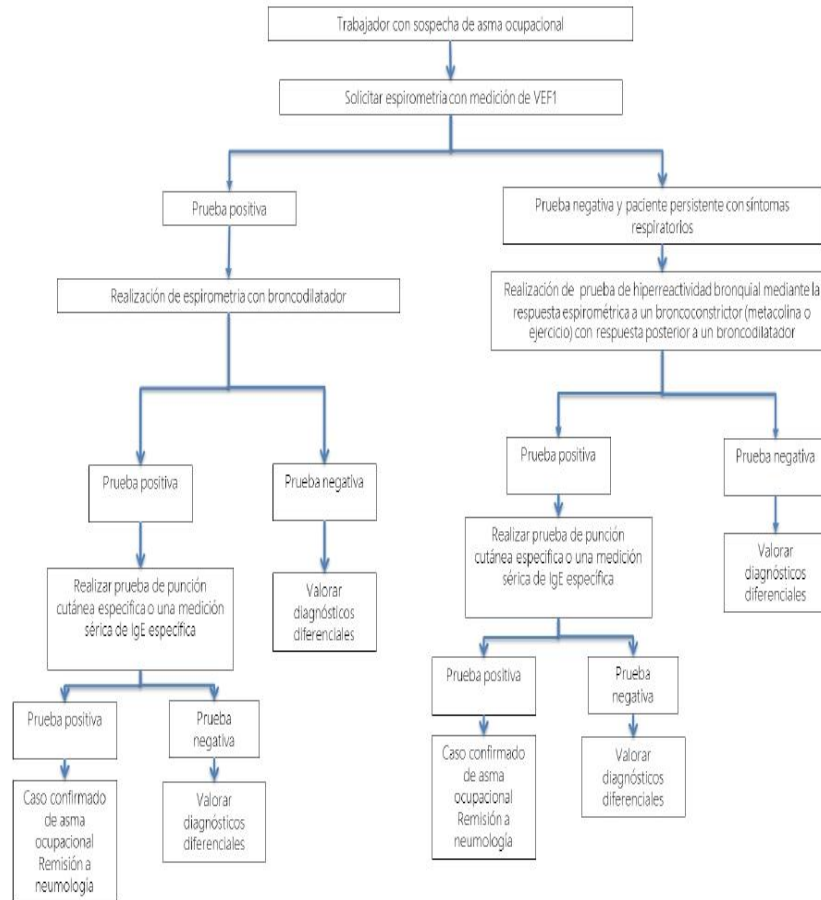 Trabajador con sospecha de asma ocupacional
Solicitar espirometria con medición de VEF1
Prueba positiva
Prueba negativa y paciente persistente con síntomas
respiratorios
Realización de espirometria con broncodilatador
Realización de prueba de hiperreactividad bronquial mediante la
respuesta espirométrica a un broncoconstrictor (metacolina o
ejercicio) con respuesta posterior a un broncodilatador
Prueba positiva
Prueba negativa
Realizar prueba de punción
cutánea especifica o una medición
sérica de IgE específica
Valorar
diagnósticos
diferenciales
Prueba positiva
Prueba
negativa
Caso confirmado
de asma
ocupacional
Remisión a
neumología
Valorar
diagnósticos
diferenciales
Prueba positiva
Prueba negativa
Realizar prueba de punción
cutánea especifica o una medición
sérica de IgE específica
Valorar
diagnósticos
diferenciales
Prueba positiva
Prueba
negativa
Caso confirmado
de asma
ocupacional
Remisión a
neumología
Valorar
diagnósticos
diferenciales